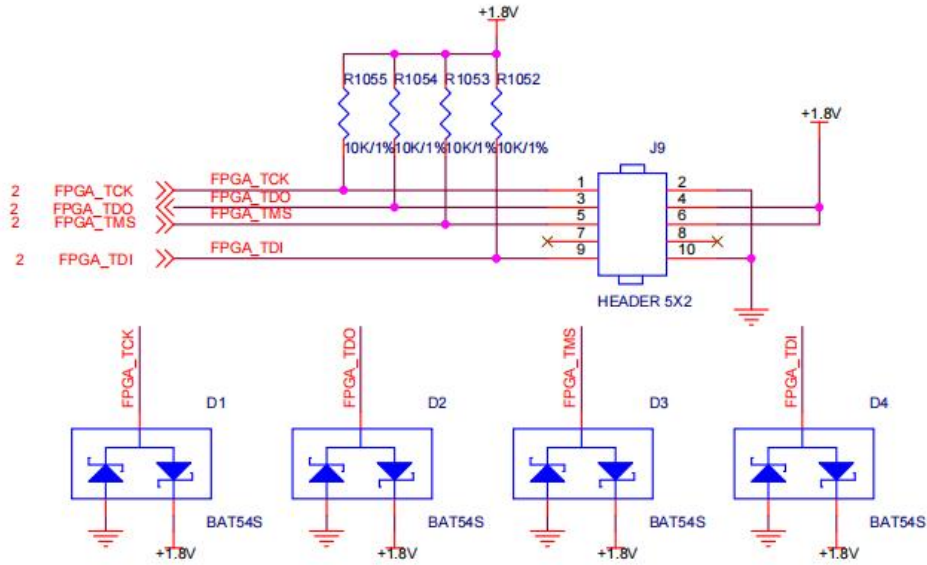 +1.8V
R1055 R1054 R1053 R1052
10K/1% 10K/1% 10K/1% 10K/1%
+1.8V
J9
2 FPGA_TCK FPGA_TCK 1 2
2 FPGA_TDO FPGA_TDO 3 4
2 FPGA_TMS FPGA_TMS 5 6
7 8
2 FPGA_TDI FPGA_TDI 9 10
HEADER 5X2
FPGA_TCK FPGA_TDO FPGA_TMS FPGA_TDI
D1 D2 D3 D4
BAT54S BAT54S BAT54S BAT54S
+1.8V +1.8V +1.8V +1.8V